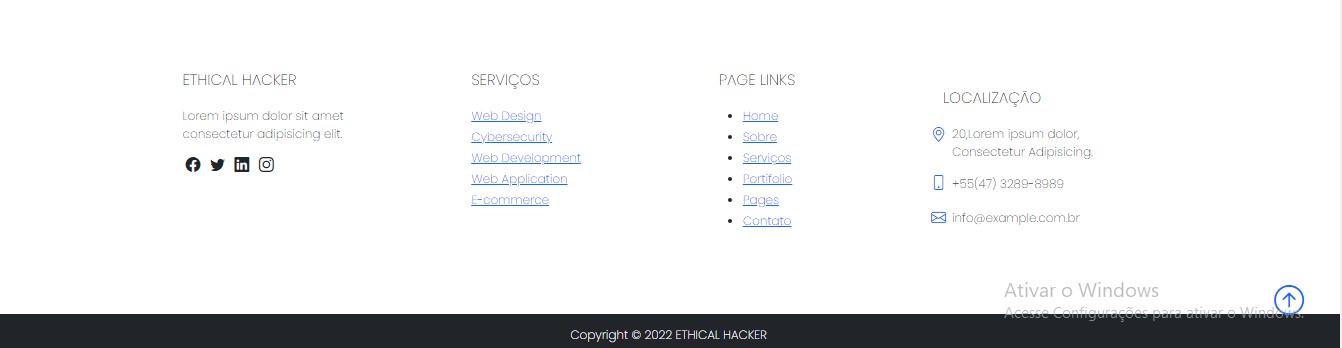 ETHICAL HACKER
Lorem ipsum dolor sit amet
consectetur adipisicing elit.
SERVIÇOS
Web Design
Cybersecurity
Web Development
Web Application
E-commerce
PAGE LINKS
Home
Sobre
Serviços
Portifolio
Pages
Contato
LOCALIZAÇÃO
20,Lorem ipsum dolor,
Consectetur Adipisicing.
+55(47) 3289-8989
info@example.com.br
Ativar o Windows
Acesse Configurações para ativar o Windows.
Copyright © 2022 ETHICAL HACKER